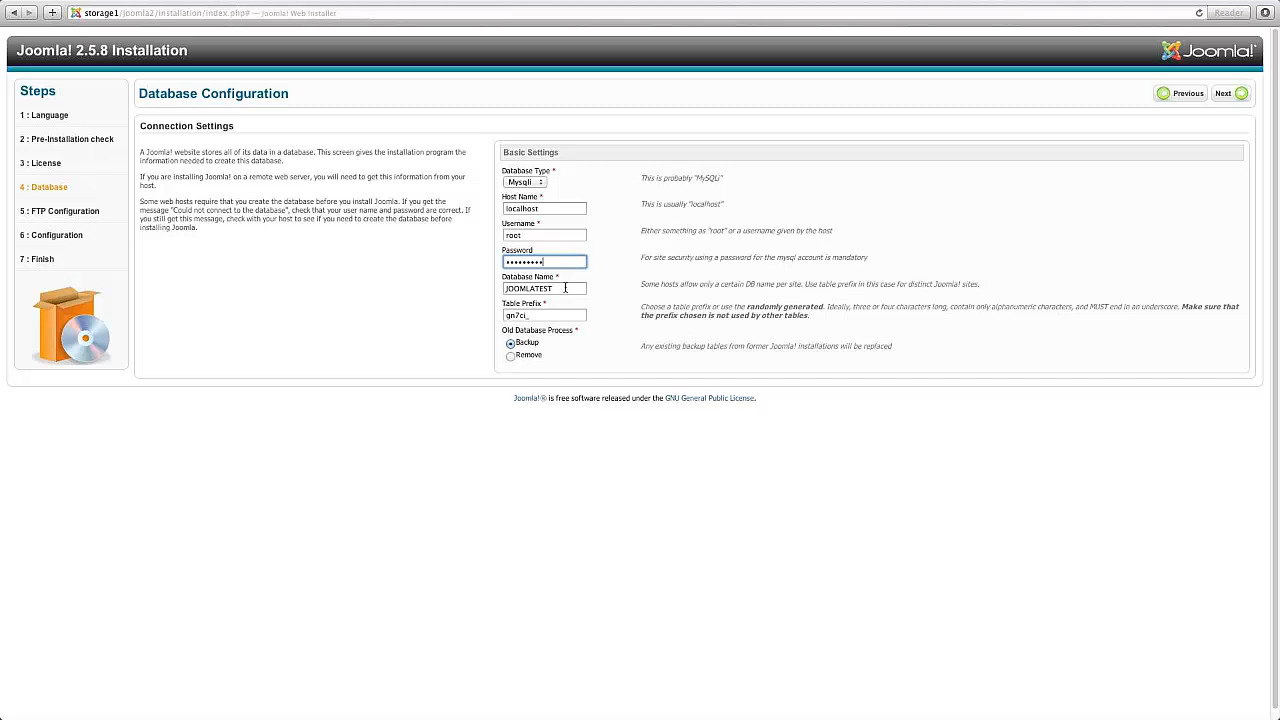 storage1/joomla2/installation/index.php# — Joomla! Web Installer
Reader
Joomla! 2.5.8 Installation
Joomla!
Steps
1 : Language
2 : Pre-Installation check
3 : License
4 : Database
5 : FTP Configuration
6 : Configuration
7 : Finish
Database Configuration
Previous
Next
Connection Settings
A Joomla! website stores all of its data in a database. This screen gives the installation program the
information needed to create this database.
If you are installing Joomla! on a remote web server, you will need to get this information from your
host.
Some web hosts require that you create the database before you install Joomla. If you get the
message "Could not connect to the database", check that your user name and password are correct. If
you still get this message, check with your host to see if you need to create the database before
installing Joomla.
Basic Settings
Database Type *
Mysqli
This is probably "MySQLi"
Host Name *
localhost
This is usually "localhost"
Username *
root
Either something as "root" or a username given by the host
Password
•••••••••
For site security using a password for the mysql account is mandatory
Database Name *
JOOMLATEST
Some hosts allow only a certain DB name per site. Use table prefix in this case for distinct Joomla! sites.
Table Prefix *
gn7ci_
Choose a table prefix or use the randomly generated. Ideally, three or four characters long, contain only alphanumeric characters, and MUST end in an underscore. Make sure that
the prefix chosen is not used by other tables.
Old Database Process *
Backup
Remove
Any existing backup tables from former Joomla! installations will be replaced
Joomla!® is free software released under the GNU General Public License.